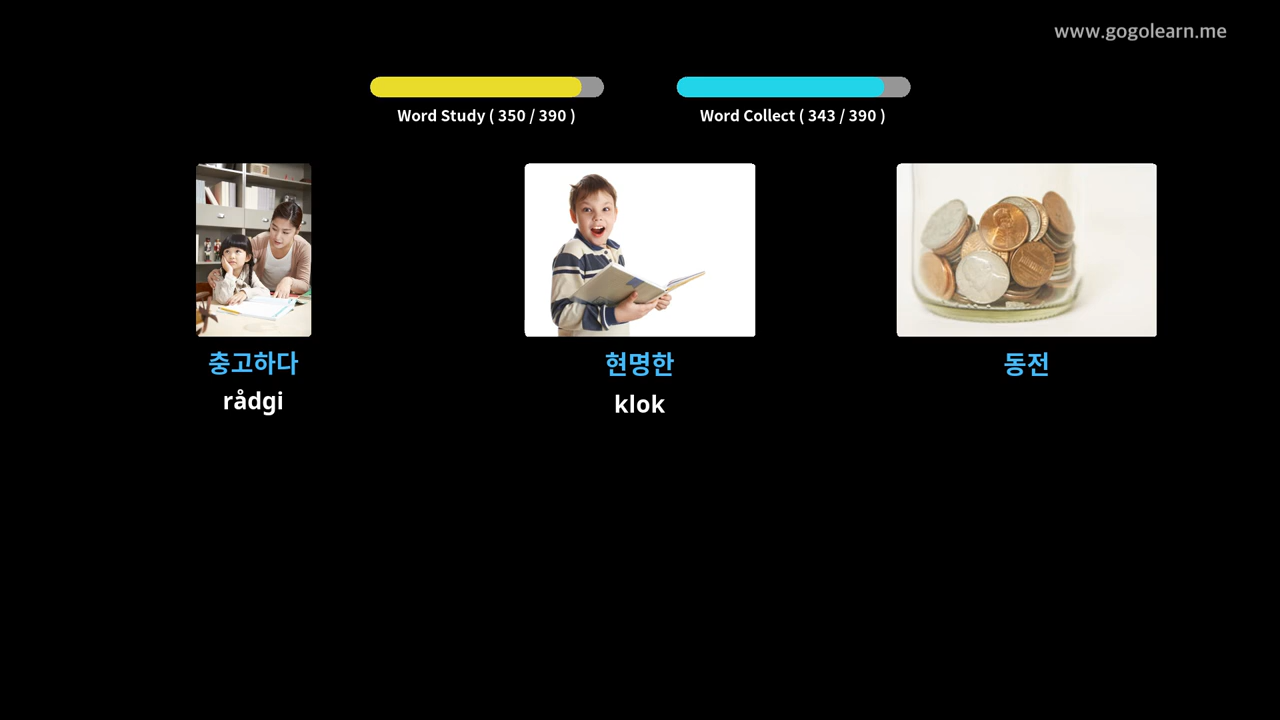 www.gogolearn.me
Word Study ( 350 / 390 )
Word Collect ( 343 / 390 )
충고하다
rådgi
현명한
klok
동전